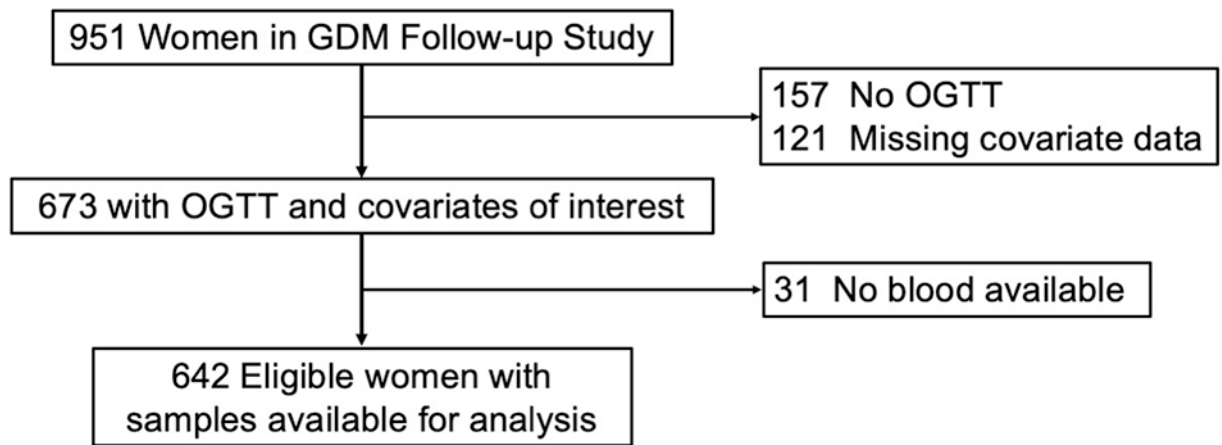 951 Women in GDM Follow-up Study
157 No OGTT
121 Missing covariate data
673 with OGTT and covariates of interest
31 No blood available
642 Eligible women with
samples available for analysis